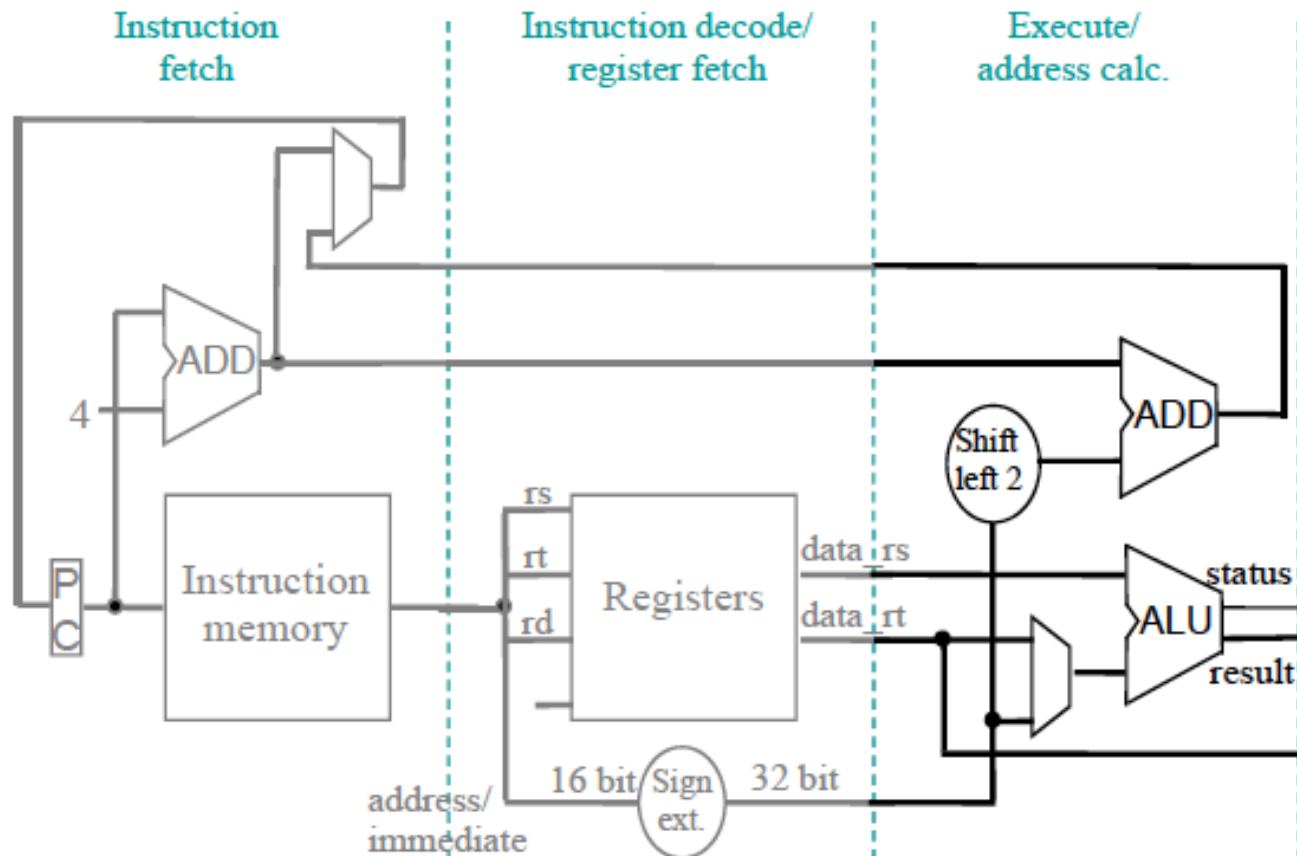 Instruction
fetch
Instruction decode/
register fetch
Execute/
address calc.
ADD
4
ADD
Shift
left 2
P
C
Instruction
memory
rs
rt
rd
Registers
data_rs
data_rt
ALU
status
result
16 bit
Sign
ext.
32 bit
address/
immediate